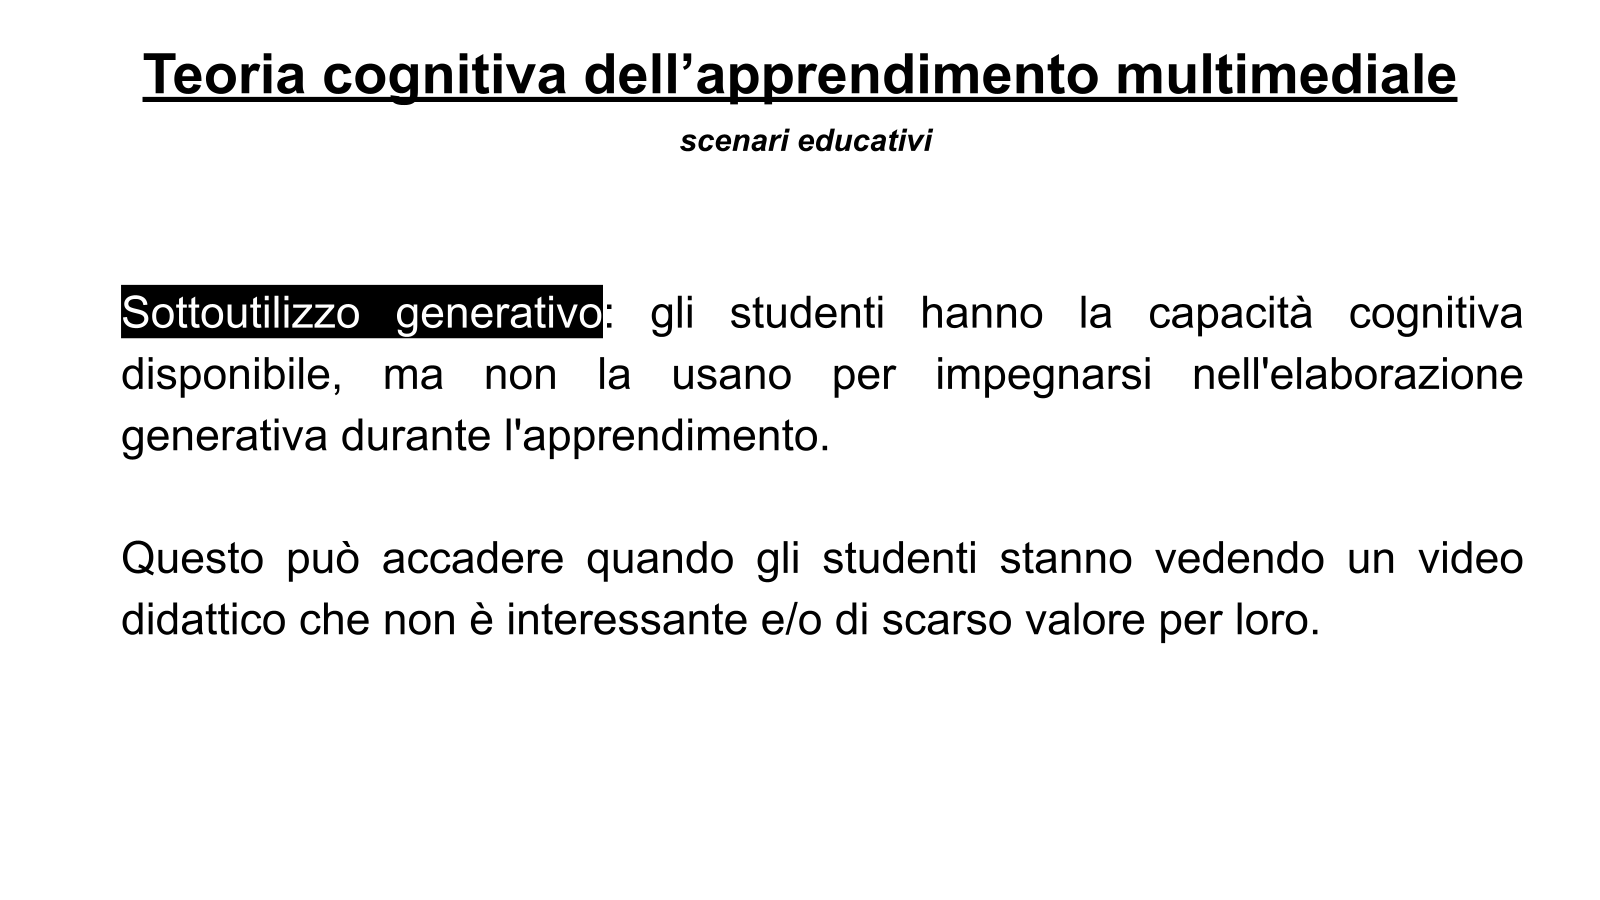 Teoria cognitiva dell’apprendimento multimediale
scenari educativi
Sottoutilizzo generativo: gli studenti hanno la capacità cognitiva
disponibile, ma non la usano per impegnarsi nell'elaborazione
generativa durante l'apprendimento.
Questo può accadere quando gli studenti stanno vedendo un video
didattico che non è interessante e/o di scarso valore per loro.